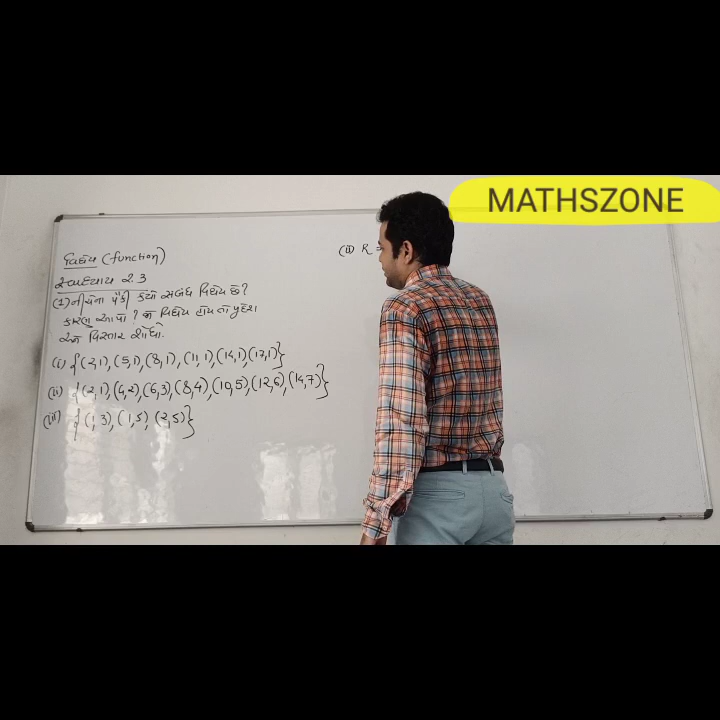 MATHSZONE
વિધેય (function)
સ્વાધ્યાય 2.3
(1) નીચેના પૈકી કયો સંબંધ વિધેય છે?
કારણ આપો ? જો વિધેય હોય તો પ્રદેશ
અને વિસ્તાર શોધો.
(i) {(2,1), (5,1), (8,1), (11,1), (14,1), (17,1)}
(ii) {(2,1), (4,2), (6,3), (8,4), (10,5), (12,6), (14,7)}
(iii) {(1,3), (1,5), (2,5)}
R =